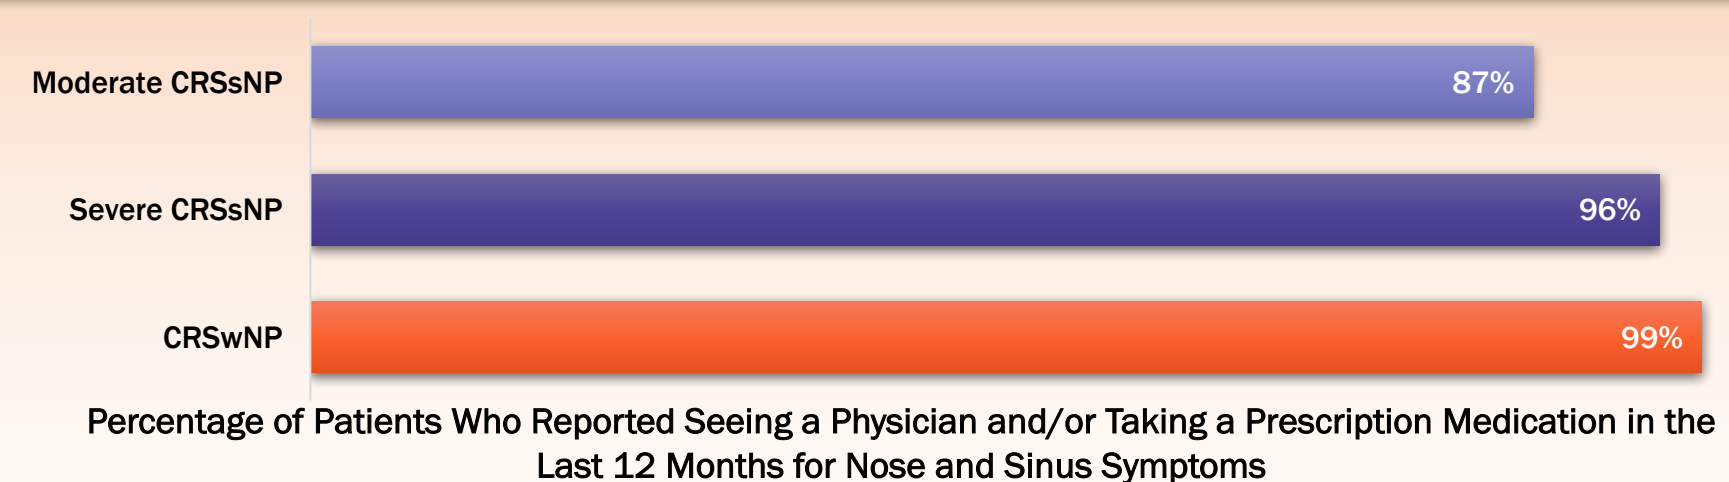 Moderate CRSsNP
87%
Severe CRSsNP
96%
CRSwNP
99%
Percentage of Patients Who Reported Seeing a Physician and/or Taking a Prescription Medication in the
Last 12 Months for Nose and Sinus Symptoms